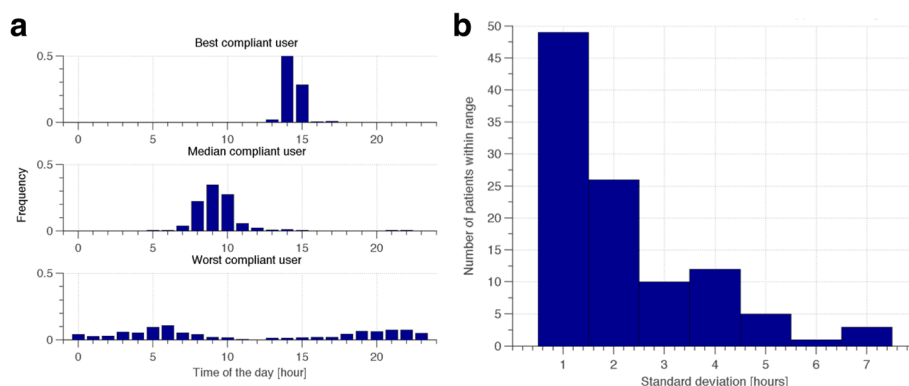 a
Best compliant user
0.5
0
0 5 10 15 20
Median compliant user
0.5
0
0 5 10 15 20
Worst compliant user
0.5
0
0 5 10 15 20
Frequency
Time of the day [hour]
b
50
45
40
35
30
25
20
15
10
5
0
1 2 3 4 5 6 7
Number of patients within range
Standard deviation [hours]